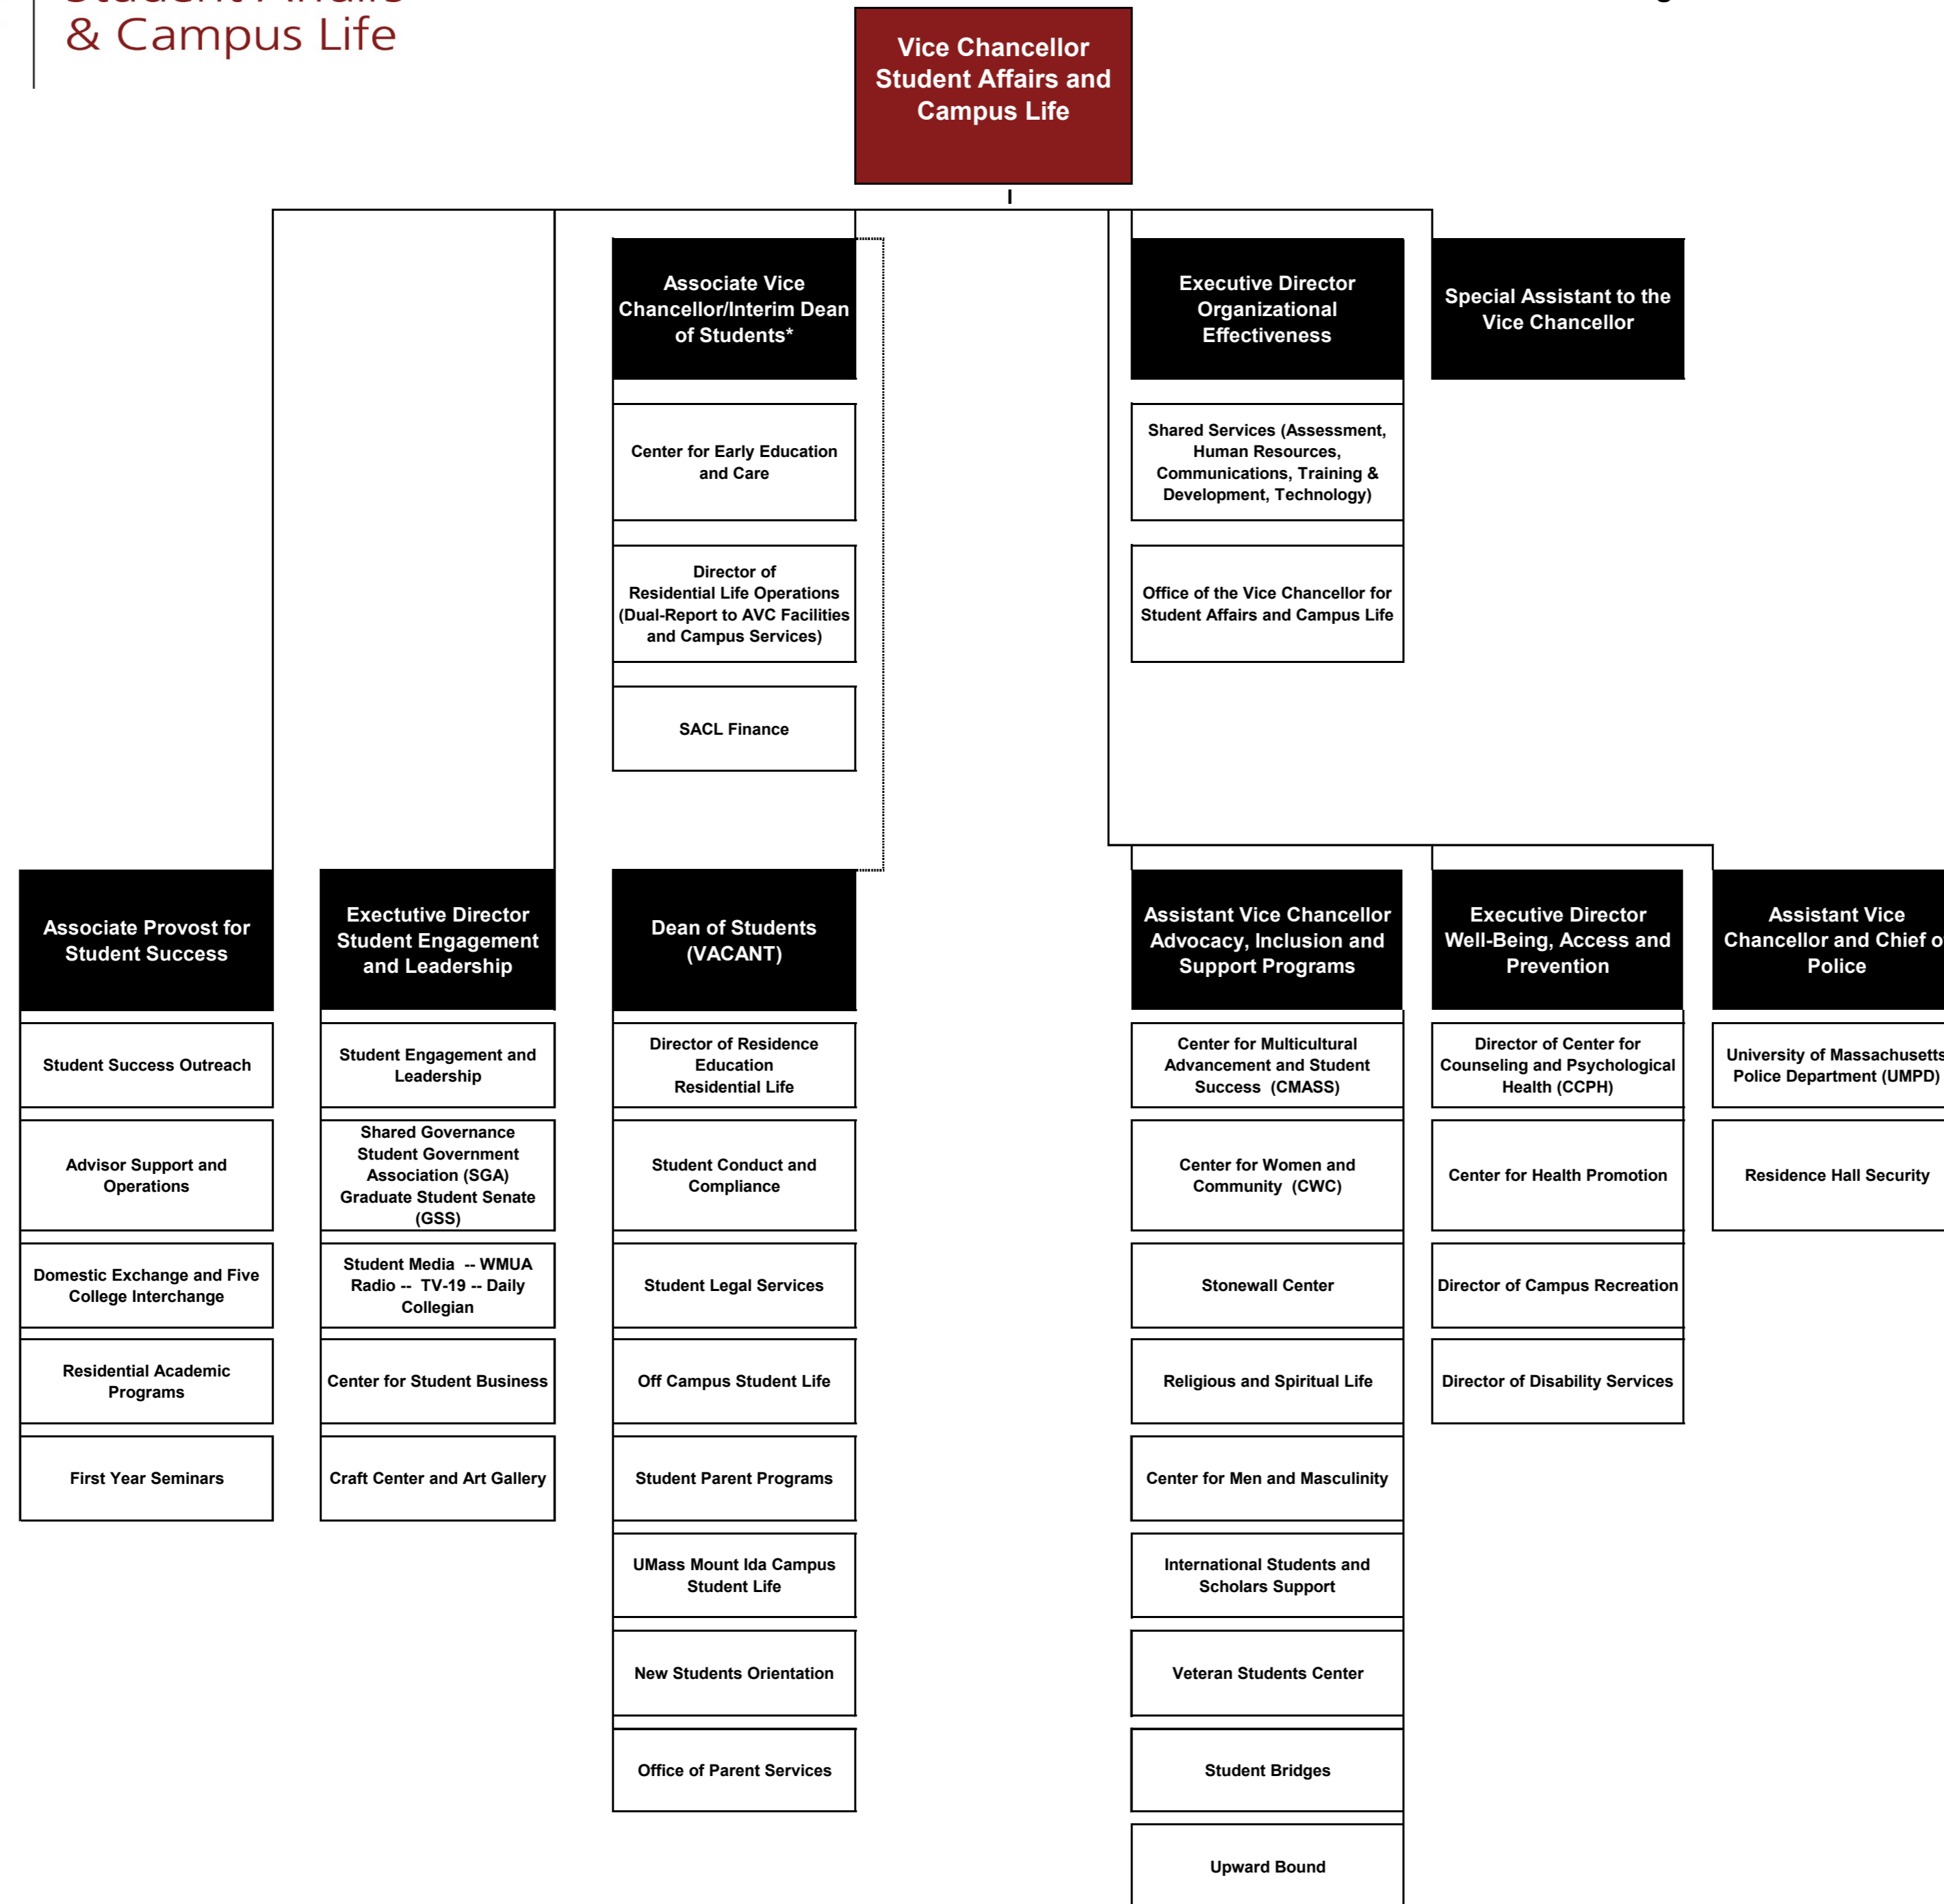 & Campus Life
Vice Chancellor
Student Affairs and
Campus Life
Associate Vice
Chancellor/Interim Dean
of Students*
Executive Director
Organizational
Effectiveness
Special Assistant to the
Vice Chancellor
Center for Early Education
and Care
Shared Services (Assessment,
Human Resources,
Communications, Training &
Development, Technology)
Director of
Residential Life Operations
(Dual-Report to AVC Facilities
and Campus Services)
Office of the Vice Chancellor for
Student Affairs and Campus Life
SACL Finance
Associate Provost for
Student Success
Exectutive Director
Student Engagement
and Leadership
Dean of Students
(VACANT)
Assistant Vice Chancellor
Advocacy, Inclusion and
Support Programs
Executive Director
Well-Being, Access and
Prevention
Assistant Vice
Chancellor and Chief of
Police
Student Success Outreach
Student Engagement and
Leadership
Director of Residence
Education
Residential Life
Center for Multicultural
Advancement and Student
Success (CMASS)
Director of Center for
Counseling and Psychological
Health (CCPH)
University of Massachusetts
Police Department (UMPD)
Advisor Support and
Operations
Shared Governance
Student Government
Association (SGA)
Graduate Student Senate
(GSS)
Student Conduct and
Compliance
Center for Women and
Community (CWC)
Center for Health Promotion
Residence Hall Security
Domestic Exchange and Five
College Interchange
Student Media -- WMUA
Radio -- TV-19 -- Daily
Collegian
Student Legal Services
Stonewall Center
Director of Campus Recreation
Residential Academic
Programs
Center for Student Business
Off Campus Student Life
Religious and Spiritual Life
Director of Disability Services
First Year Seminars
Craft Center and Art Gallery
Student Parent Programs
Center for Men and Masculinity
UMass Mount Ida Campus
Student Life
International Students and
Scholars Support
New Students Orientation
Veteran Students Center
Office of Parent Services
Student Bridges
Upward Bound